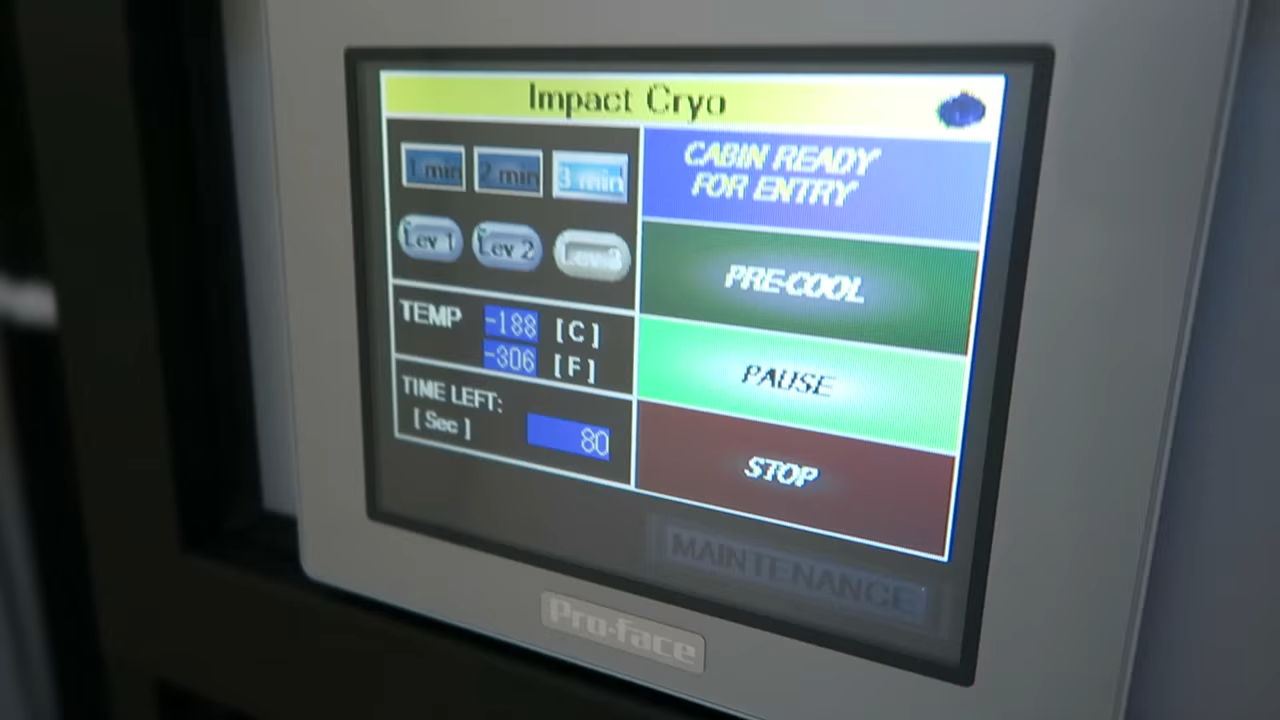 Impact Cryo
1 min 2 min 3 min
CABIN READY
FOR ENTRY
Lev 1 Lev 2 Lev 3
PRE-COOL
TEMP -188 [C]
-306 [F]
PAUSE
TIME LEFT:
[Sec] 80
STOP
MAINTENANCE
Pro-face